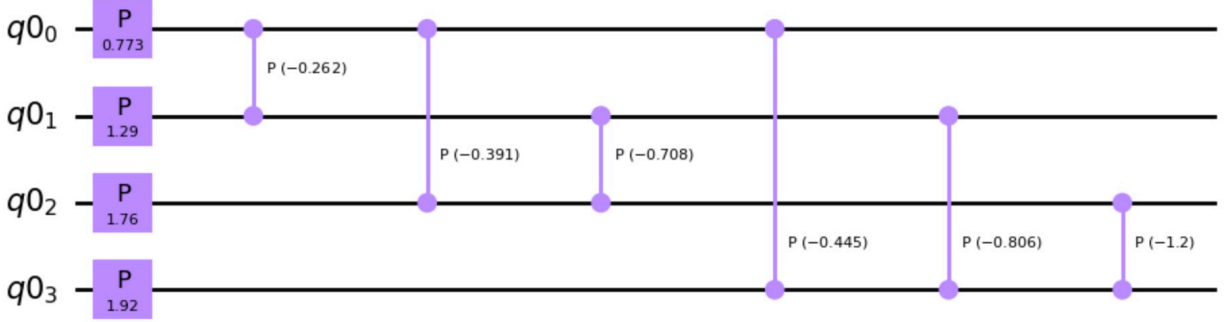 q0₀ P
0.773
P (−0.262)
q0₁ P
1.29
P (−0.391) P (−0.708)
q0₂ P
1.76
P (−0.445) P (−0.806) P (−1.2)
q0₃ P
1.92